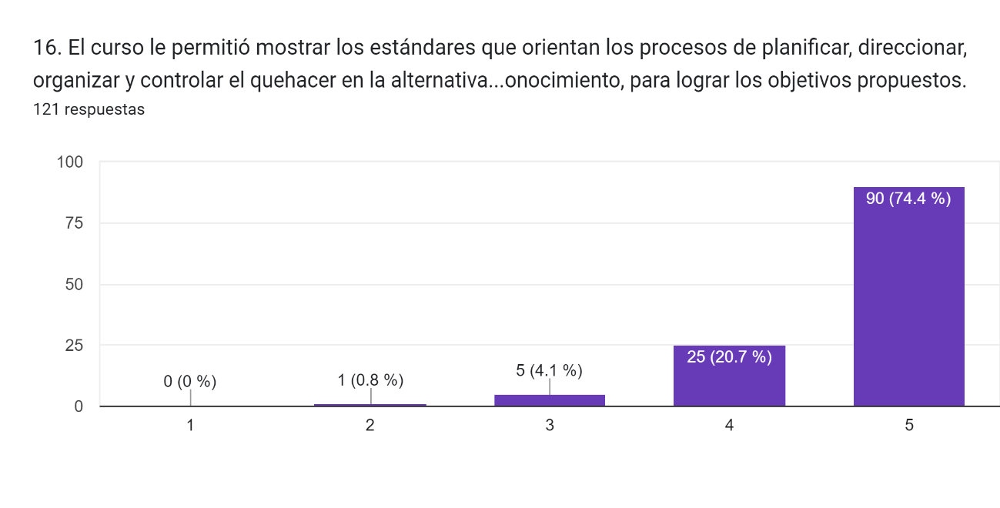 16. El curso le permitió mostrar los estándares que orientan los procesos de planificar, direccionar,
organizar y controlar el quehacer en la alternativa...onocimiento, para lograr los objetivos propuestos.
121 respuestas
100
75
50
25
0
0 (0 %)
1 (0.8 %)
5 (4.1 %)
25 (20.7 %)
90 (74.4 %)
1
2
3
4
5